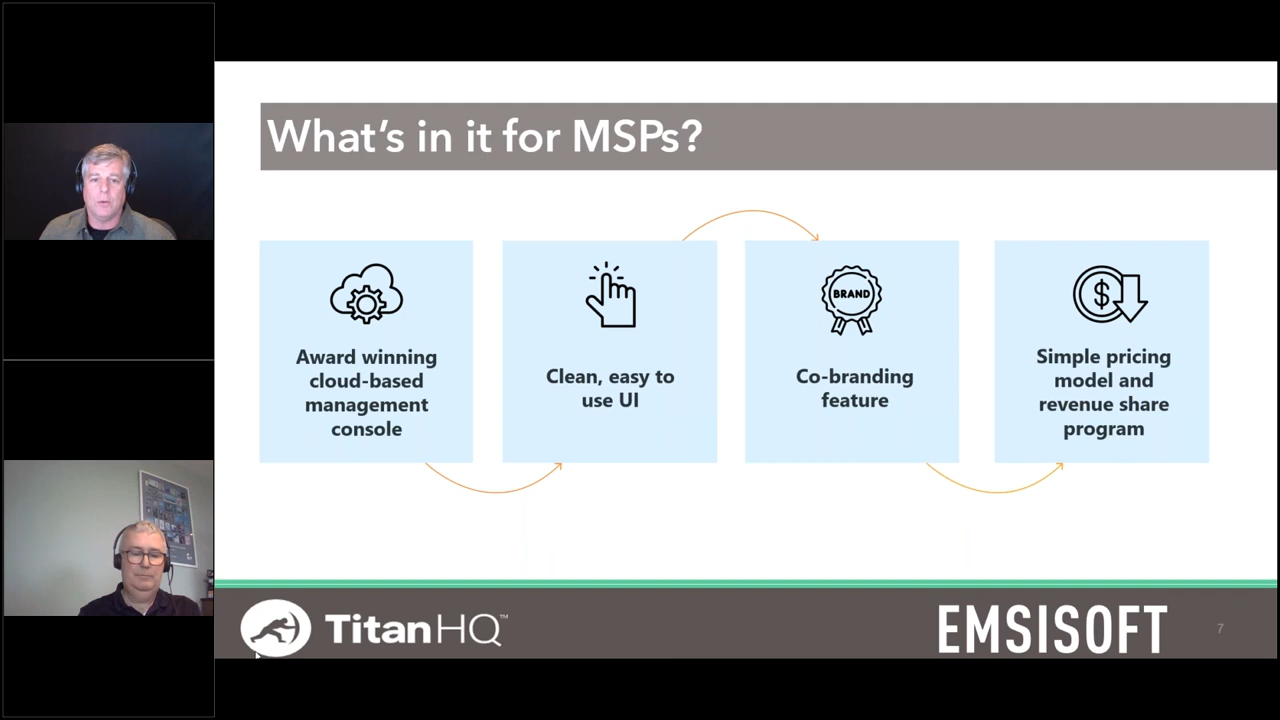 What's in it for MSPs?
Award winning
cloud-based
management
console
Clean, easy to
use UI
BRAND
Co-branding
feature
$
Simple pricing
model and
revenue share
program
TitanHQ™
EMSISOFT
7